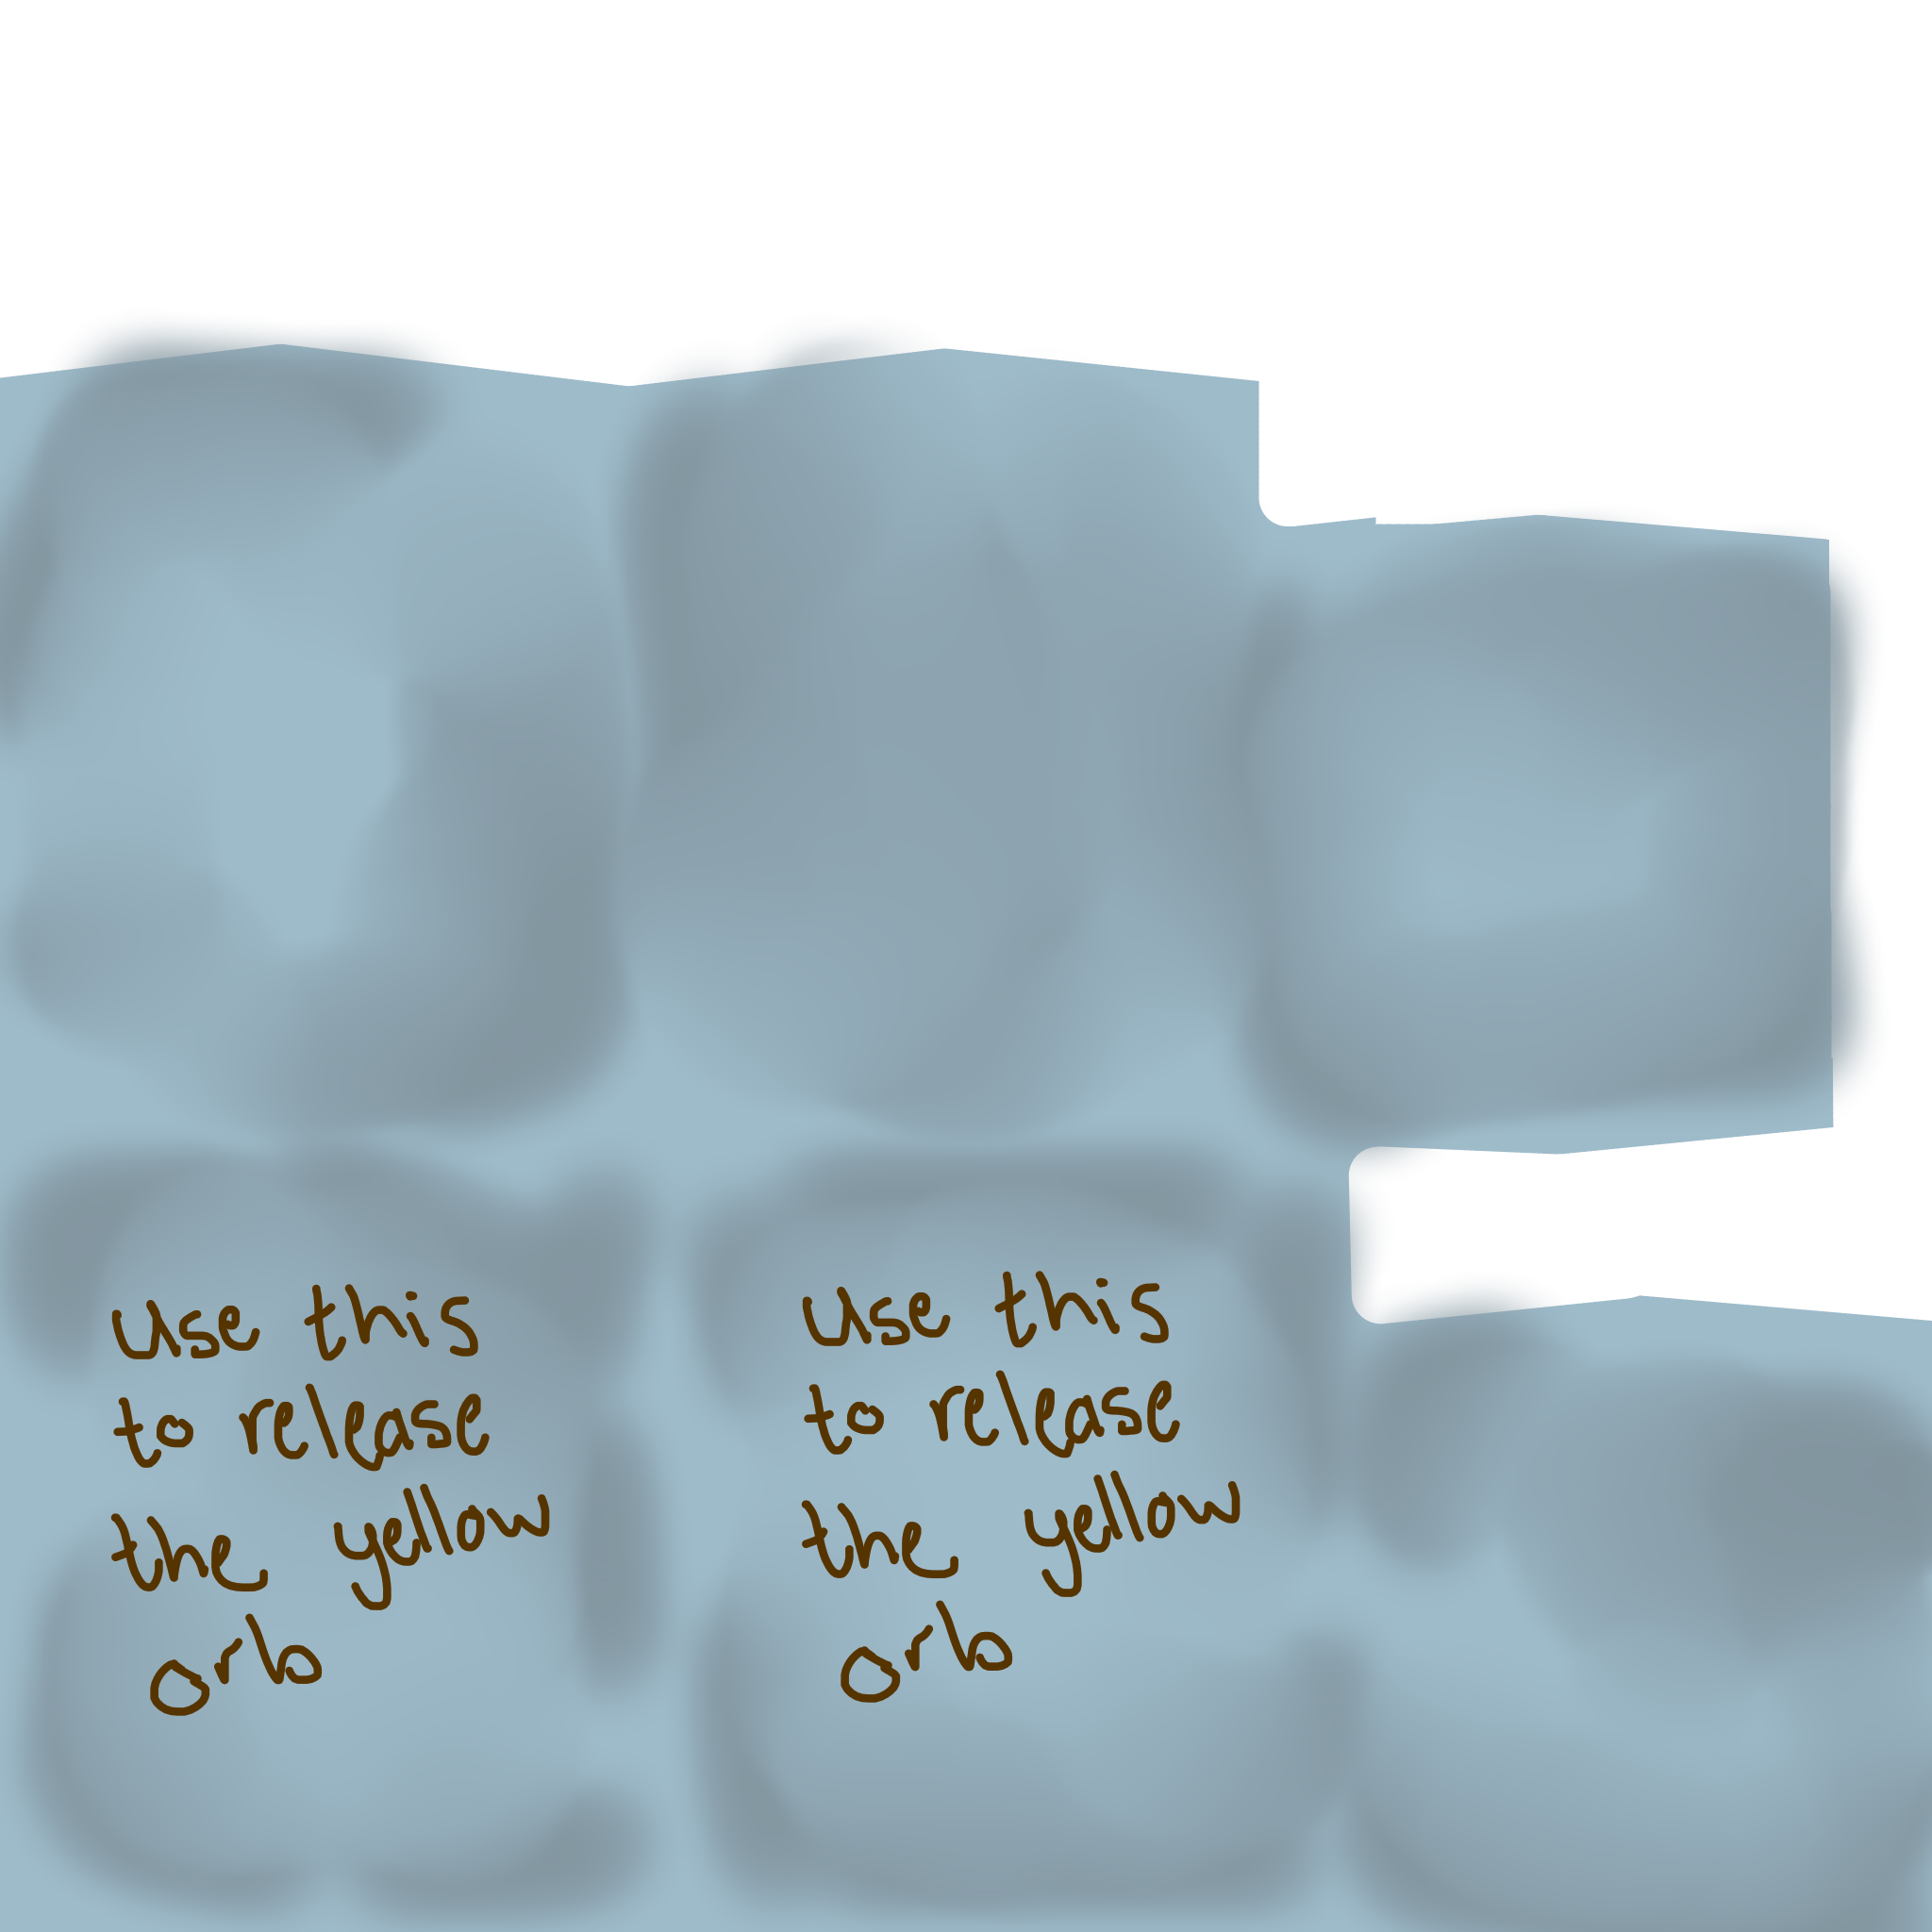 Use this
to release
the yellow
orb
Use this
to release
the yellow
orb